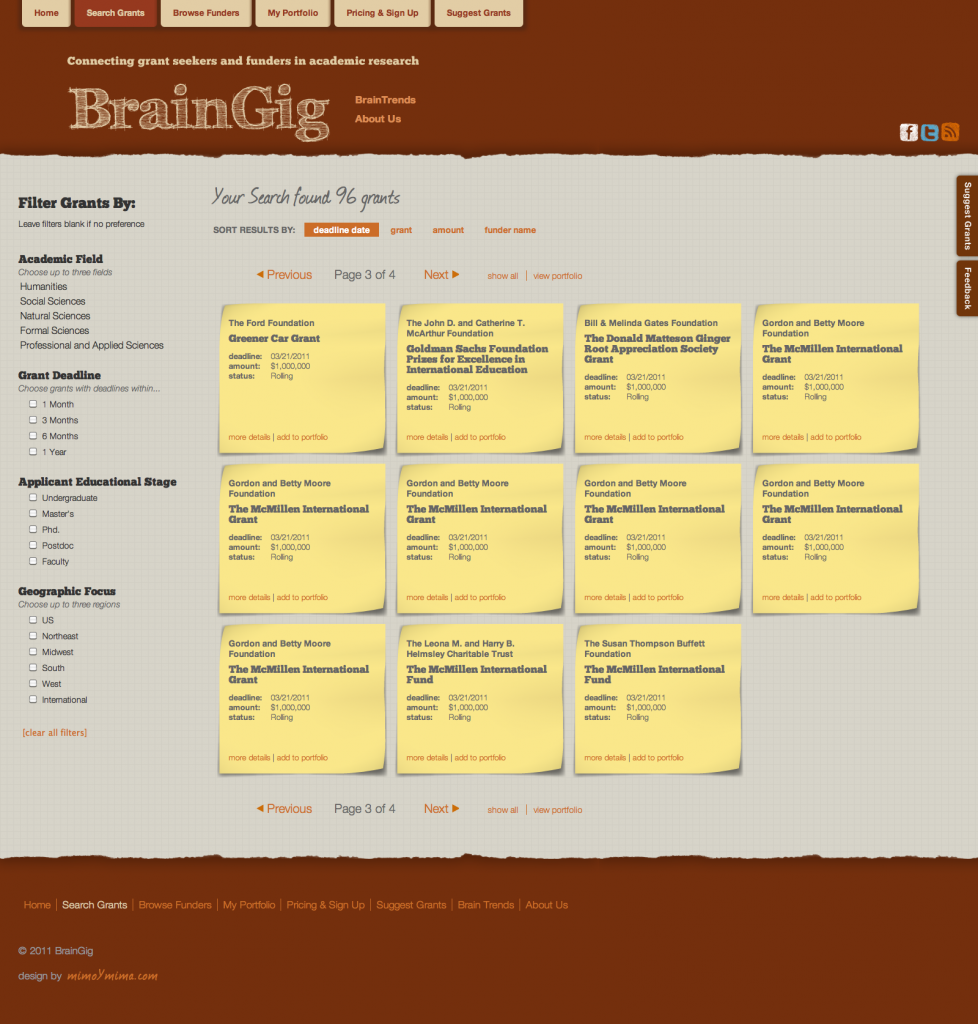 Home
Search Grants
Browse Funders
My Portfolio
Pricing & Sign Up
Suggest Grants
Connecting grant seekers and funders in academic research
BrainGig
BrainTrends
About Us
Suggest Grants
Feedback
Filter Grants By:
Leave filters blank if no preference
Academic Field
Choose up to three fields
Humanities
Social Sciences
Natural Sciences
Formal Sciences
Professional and Applied Sciences
Grant Deadline
Choose grants with deadlines within...
1 Month
3 Months
6 Months
1 Year
Applicant Educational Stage
Undergraduate
Master's
Phd.
Postdoc
Faculty
Geographic Focus
Choose up to three regions
US
Northeast
Midwest
South
West
International
[clear all filters]
Your Search found 96 grants
SORT RESULTS BY: deadline date grant amount funder name
Previous Page 3 of 4 Next show all | view portfolio
The Ford Foundation
Greener Car Grant
deadline: 03/21/2011
amount: $1,000,000
status: Rolling
more details | add to portfolio
The John D. and Catherine T.
McArthur Foundation
Goldman Sachs Foundation
Prizes for Excellence in
International Education
deadline: 03/21/2011
amount: $1,000,000
status: Rolling
more details | add to portfolio
Bill & Melinda Gates Foundation
The Donald Matteson Ginger
Root Appreciation Society
Grant
deadline: 03/21/2011
amount: $1,000,000
status: Rolling
more details | add to portfolio
Gordon and Betty Moore
Foundation
The McMillen International
Grant
deadline: 03/21/2011
amount: $1,000,000
status: Rolling
more details | add to portfolio
Gordon and Betty Moore
Foundation
The McMillen International
Grant
deadline: 03/21/2011
amount: $1,000,000
status: Rolling
more details | add to portfolio
Gordon and Betty Moore
Foundation
The McMillen International
Grant
deadline: 03/21/2011
amount: $1,000,000
status: Rolling
more details | add to portfolio
Gordon and Betty Moore
Foundation
The McMillen International
Grant
deadline: 03/21/2011
amount: $1,000,000
status: Rolling
more details | add to portfolio
Gordon and Betty Moore
Foundation
The McMillen International
Grant
deadline: 03/21/2011
amount: $1,000,000
status: Rolling
more details | add to portfolio
Gordon and Betty Moore
Foundation
The McMillen International
Grant
deadline: 03/21/2011
amount: $1,000,000
status: Rolling
more details | add to portfolio
The Leona M. and Harry B.
Helmsley Charitable Trust
The McMillen International
Fund
deadline: 03/21/2011
amount: $1,000,000
status: Rolling
more details | add to portfolio
The Susan Thompson Buffett
Foundation
The McMillen International
Fund
deadline: 03/21/2011
amount: $1,000,000
status: Rolling
more details | add to portfolio
Previous Page 3 of 4 Next show all | view portfolio
Home | Search Grants | Browse Funders | My Portfolio | Pricing & Sign Up | Suggest Grants | Brain Trends | About Us
© 2011 BrainGig
design by mimoYmima.com